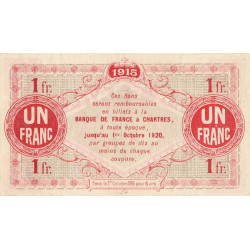 1915
1 fr. 1 fr.
Ces Bons
seront remboursables
en billets à la
BANQUE DE FRANCE à CHARTRES,
à toute époque,
jusqu'au 1er Octobre 1920,
par groupes de dix au
moins de chaque
coupure.
UN FRANC
UN FRANC
1 fr. 1 fr.